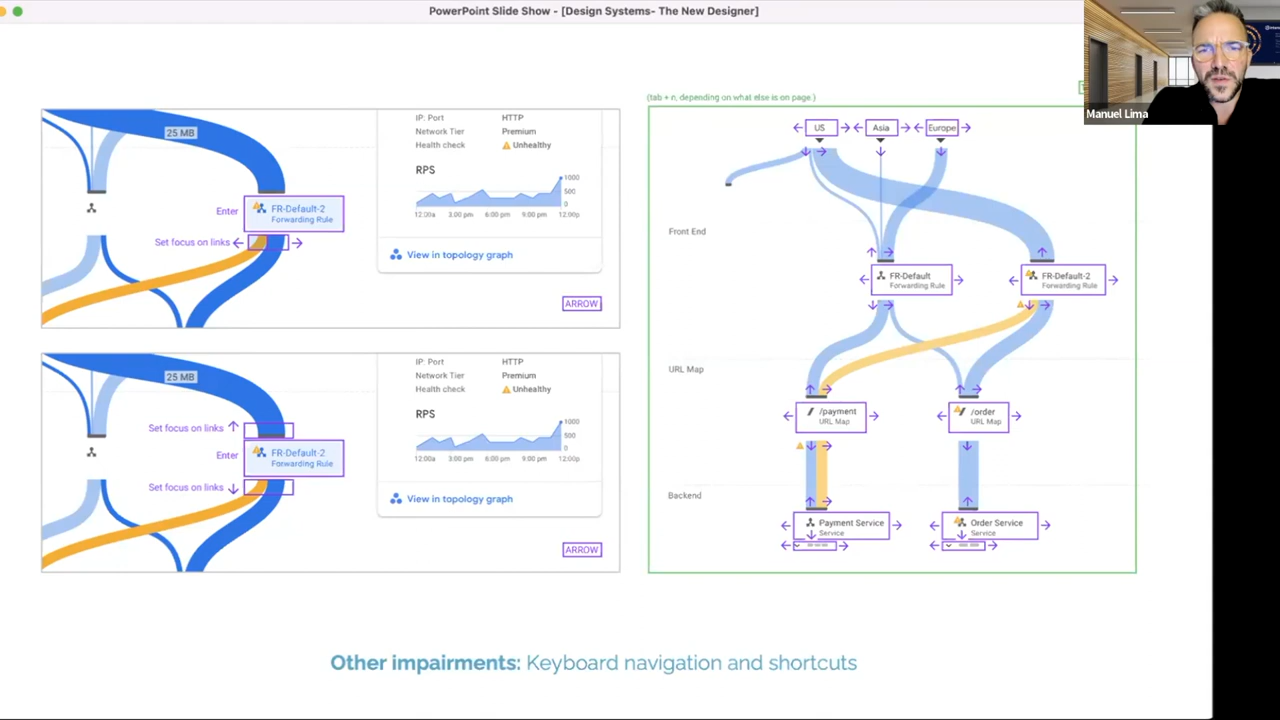 PowerPoint Slide Show - [Design Systems- The New Designer]
Manuel Lima
25 MB
IP: Port HTTP
Network Tier Premium
Health check Unhealthy
RPS
1000
500
0
12:00a 3.00 pm 6:00 pm 9:00 pm 12:00p
Enter
FR-Default-2
Forwarding Rule
Set focus on links
View in topology graph
ARROW
25 MB
IP: Port HTTP
Network Tier Premium
Health check Unhealthy
RPS
1000
500
0
12:00a 3.00 pm 6:00 pm 9:00 pm 12:00p
Set focus on links
Enter
FR-Default-2
Forwarding Rule
Set focus on links
View in topology graph
ARROW
(tab + n, depending on what else is on page.)
US Asia Europe
Front End
FR-Default
Forwarding Rule
FR-Default-2
Forwarding Rule
URL Map
/payment
URL Map
/order
URL Map
Backend
Payment Service
Service
Order Service
Service
Other impairments: Keyboard navigation and shortcuts